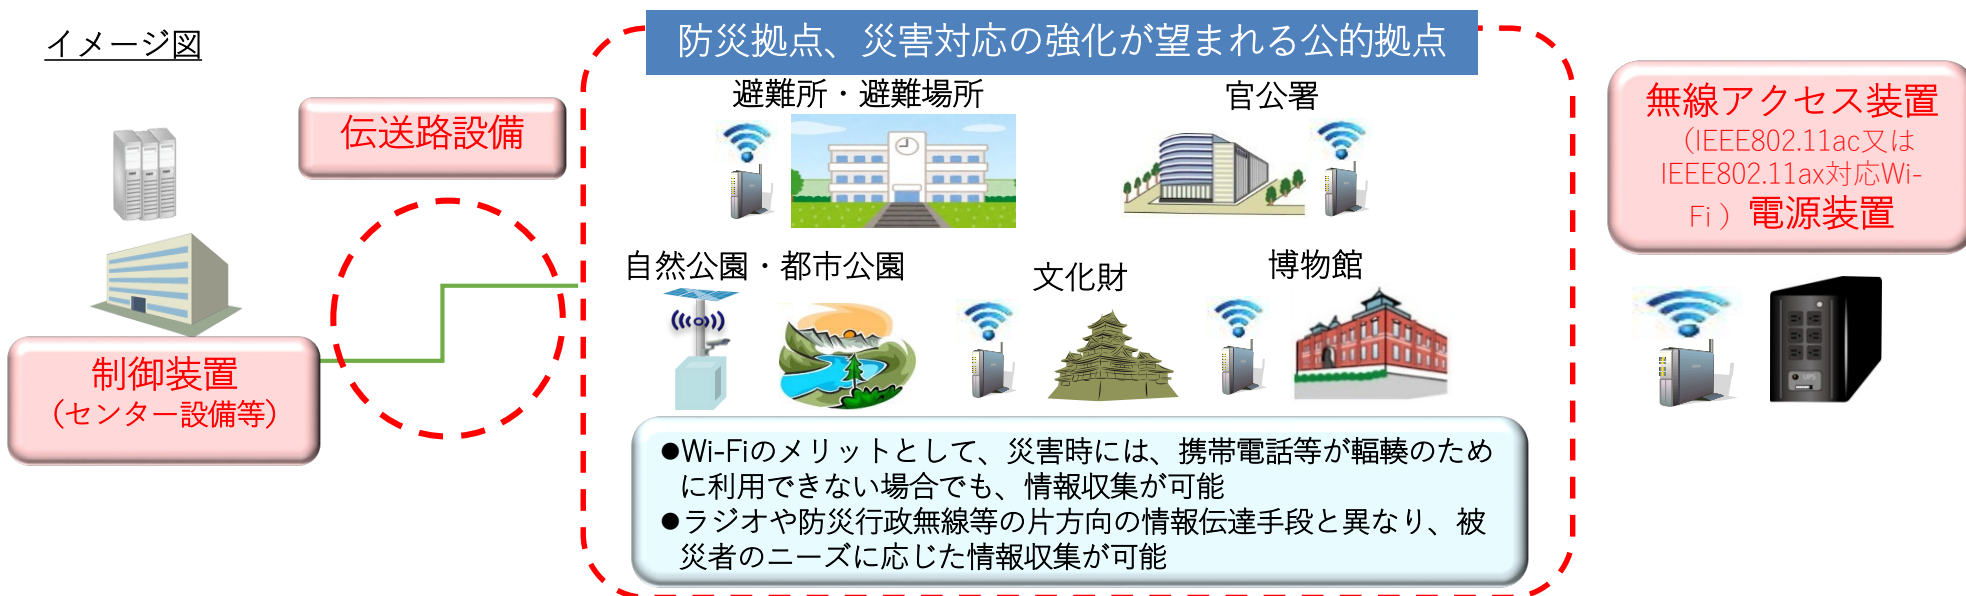 イメージ図
防災拠点、災害対応の強化が望まれる公的拠点
伝送路設備
制御装置
（センター設備等）
避難所・避難場所
官公署
自然公園・都市公園
文化財
博物館
●Wi-Fiのメリットとして、災害時には、携帯電話等が輻輳のため
に利用できない場合でも、情報収集が可能
●ラジオや防災行政無線等の片方向の情報伝達手段と異なり、被
災者のニーズに応じた情報収集が可能
無線アクセス装置
（IEEE802.11ac又は
IEEE802.11ax対応Wi-
Fi ）電源装置
UPS